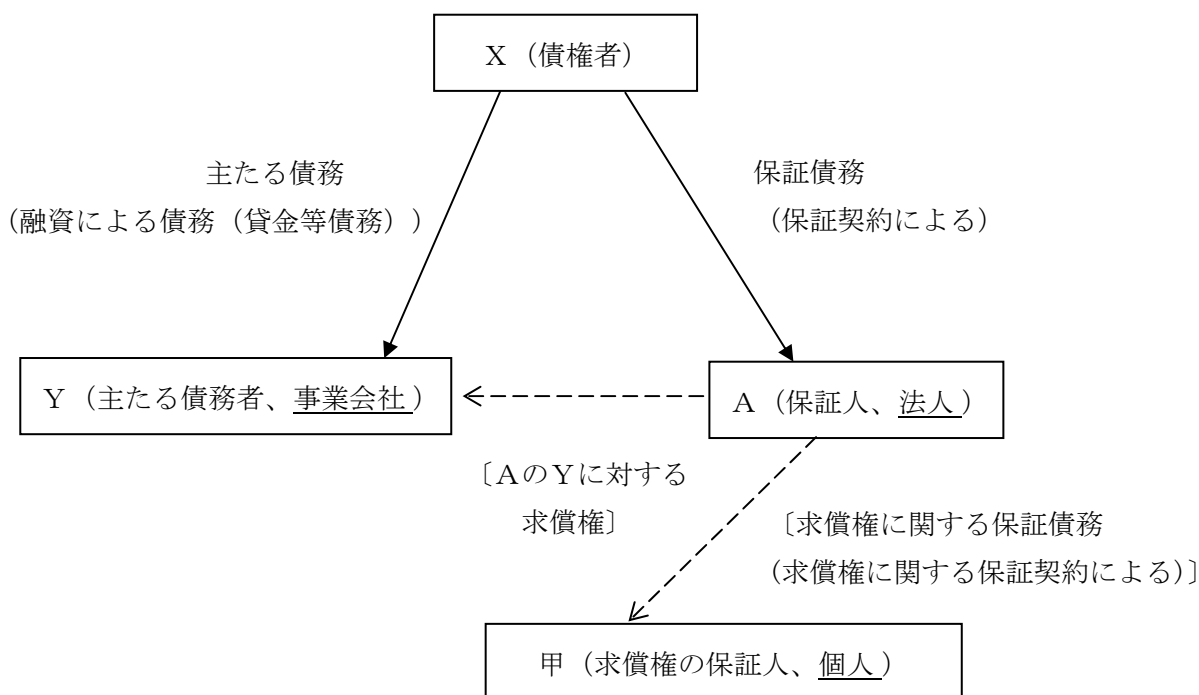 X（債権者）
主たる債務
（融資による債務（貸金等債務））
保証債務
（保証契約による）
Y（主たる債務者、事業会社）
A（保証人、法人）
〔AのYに対する
求償権〕
〔求償権に関する保証債務
（求償権に関する保証契約による）〕
甲（求償権の保証人、個人）